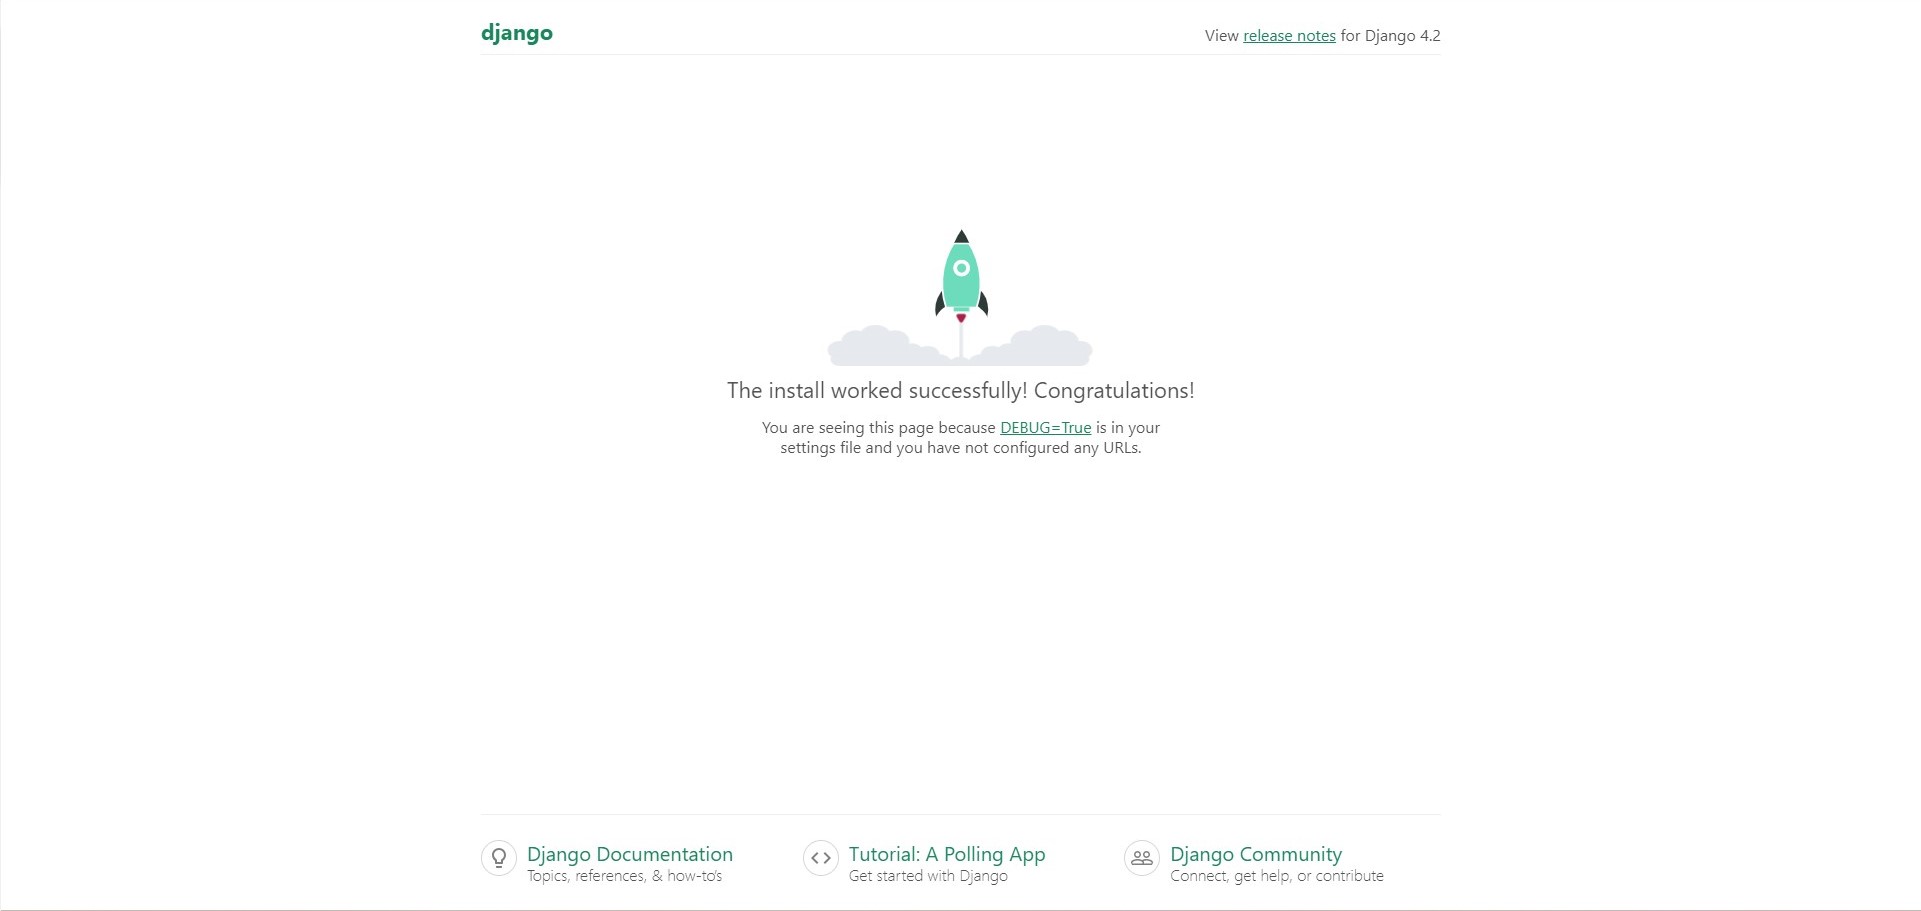 django
View release notes for Django 4.2
The install worked successfully! Congratulations!
You are seeing this page because DEBUG=True is in your
settings file and you have not configured any URLs.
Django Documentation
Topics, references, & how-to's
Tutorial: A Polling App
Get started with Django
Django Community
Connect, get help, or contribute